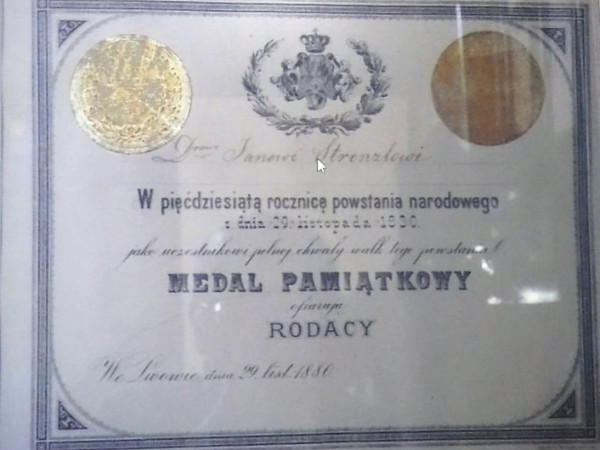 Drowi Janowi Strenzlowi
W pięćdziesiątą rocznicę powstania narodowego
z dnia 29 listopada 1830.
jako uczestnikowi pełnej chwały walk tego powstania
MEDAL PAMIĄTKOWY
ofiarują
RODACY
We Lwowie dnia 29. list. 1880